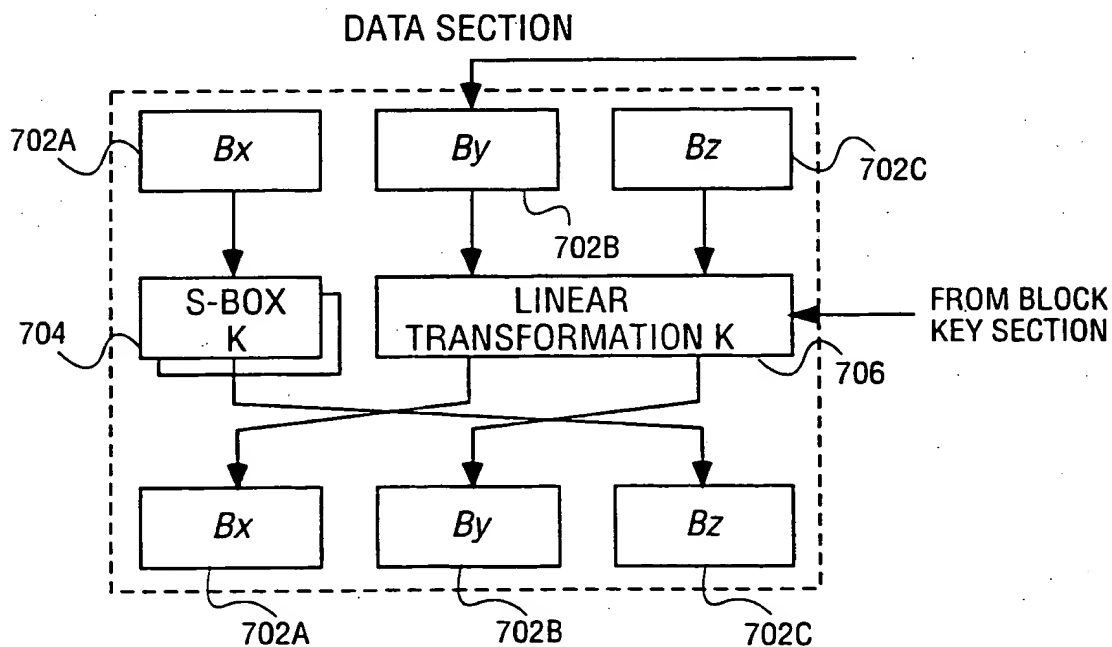 DATA SECTION
702A
Bx
By
Bz
702C
702B
S-BOX
K
LINEAR
TRANSFORMATION K
FROM BLOCK
KEY SECTION
704
706
Bx
By
Bz
702A
702B
702C